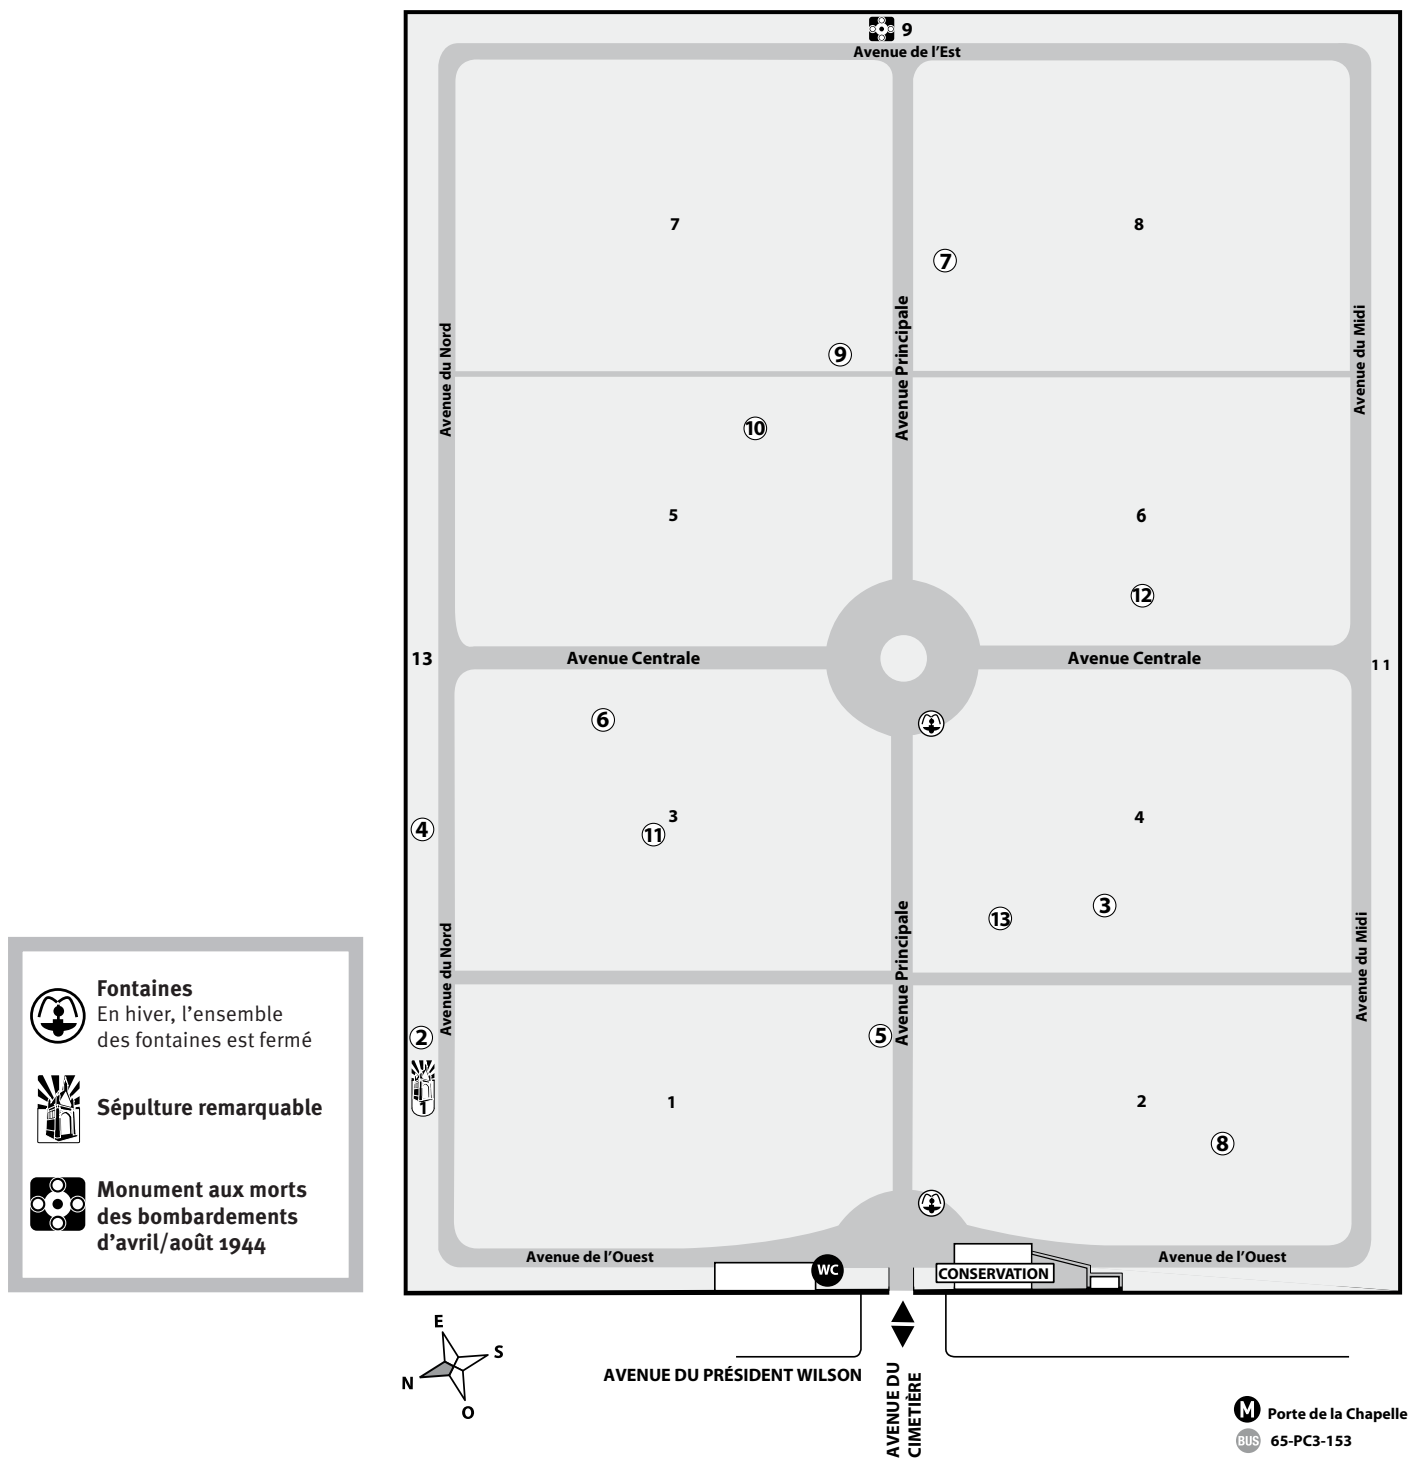 9
Avenue de l'Est
7
8
7
Avenue du Nord
Avenue Principale
Avenue du Midi
9
10
5
6
12
13
Avenue Centrale
Avenue Centrale
11
6
3
4
4
11
3
13
Avenue du Nord
Avenue Principale
Avenue du Midi
2
5
1
1
2
8
Avenue de l'Ouest
Avenue de l'Ouest
WC
CONSERVATION
Fontaines
En hiver, l'ensemble
des fontaines est fermé
Sépulture remarquable
Monument aux morts
des bombardements
d'avril/août 1944
E
S
N
O
AVENUE DU PRÉSIDENT WILSON
AVENUE DU
CIMETIÈRE
M Porte de la Chapelle
BUS 65-PC3-153